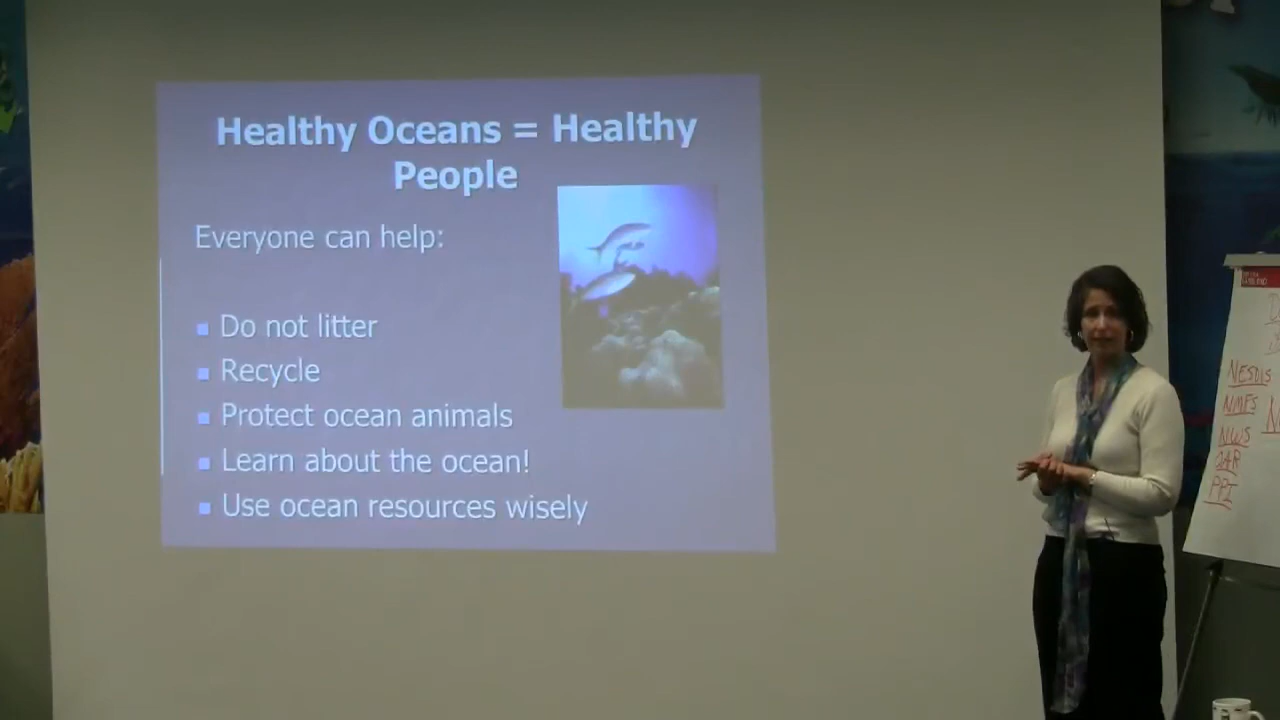 Healthy Oceans = Healthy
People
Everyone can help:
Do not litter
Recycle
Protect ocean animals
Learn about the ocean!
Use ocean resources wisely
NESDIS
NMFS
NWS
OAR
PPI